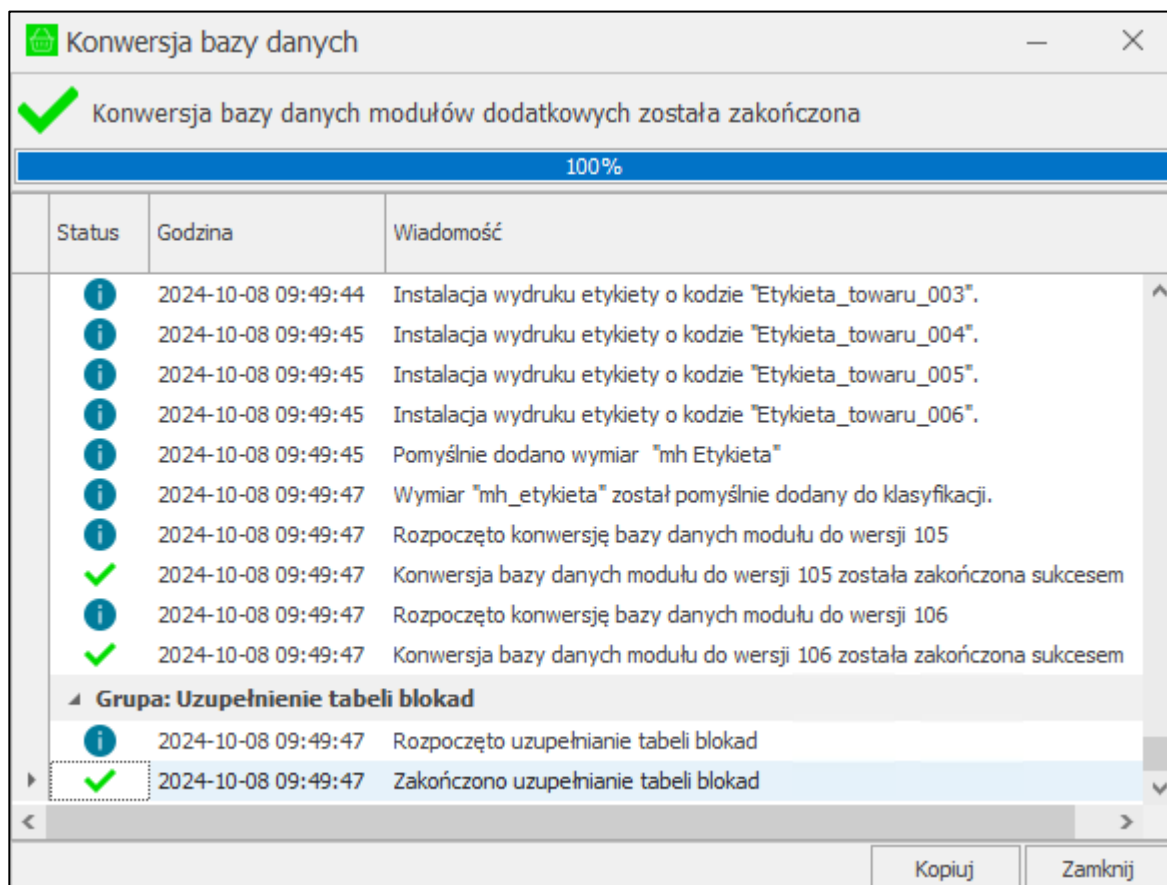 Konwersja bazy danych
Konwersja bazy danych modułów dodatkowych została zakończona
100%
Status Godzina Wiadomość
2024-10-08 09:49:44 Instalacja wydruku etykiety o kodzie "Etykieta_towaru_003".
2024-10-08 09:49:45 Instalacja wydruku etykiety o kodzie "Etykieta_towaru_004".
2024-10-08 09:49:45 Instalacja wydruku etykiety o kodzie "Etykieta_towaru_005".
2024-10-08 09:49:45 Instalacja wydruku etykiety o kodzie "Etykieta_towaru_006".
2024-10-08 09:49:45 Pomyślnie dodano wymiar "mh Etykieta"
2024-10-08 09:49:47 Wymiar "mh_etykieta" został pomyślnie dodany do klasyfikacji.
2024-10-08 09:49:47 Rozpoczęto konwersję bazy danych modułu do wersji 105
2024-10-08 09:49:47 Konwersja bazy danych modułu do wersji 105 została zakończona sukcesem
2024-10-08 09:49:47 Rozpoczęto konwersję bazy danych modułu do wersji 106
2024-10-08 09:49:47 Konwersja bazy danych modułu do wersji 106 została zakończona sukcesem
Grupa: Uzupełnienie tabeli blokad
2024-10-08 09:49:47 Rozpoczęto uzupełnianie tabeli blokad
2024-10-08 09:49:47 Zakończono uzupełnianie tabeli blokad
Kopiuj Zamknij